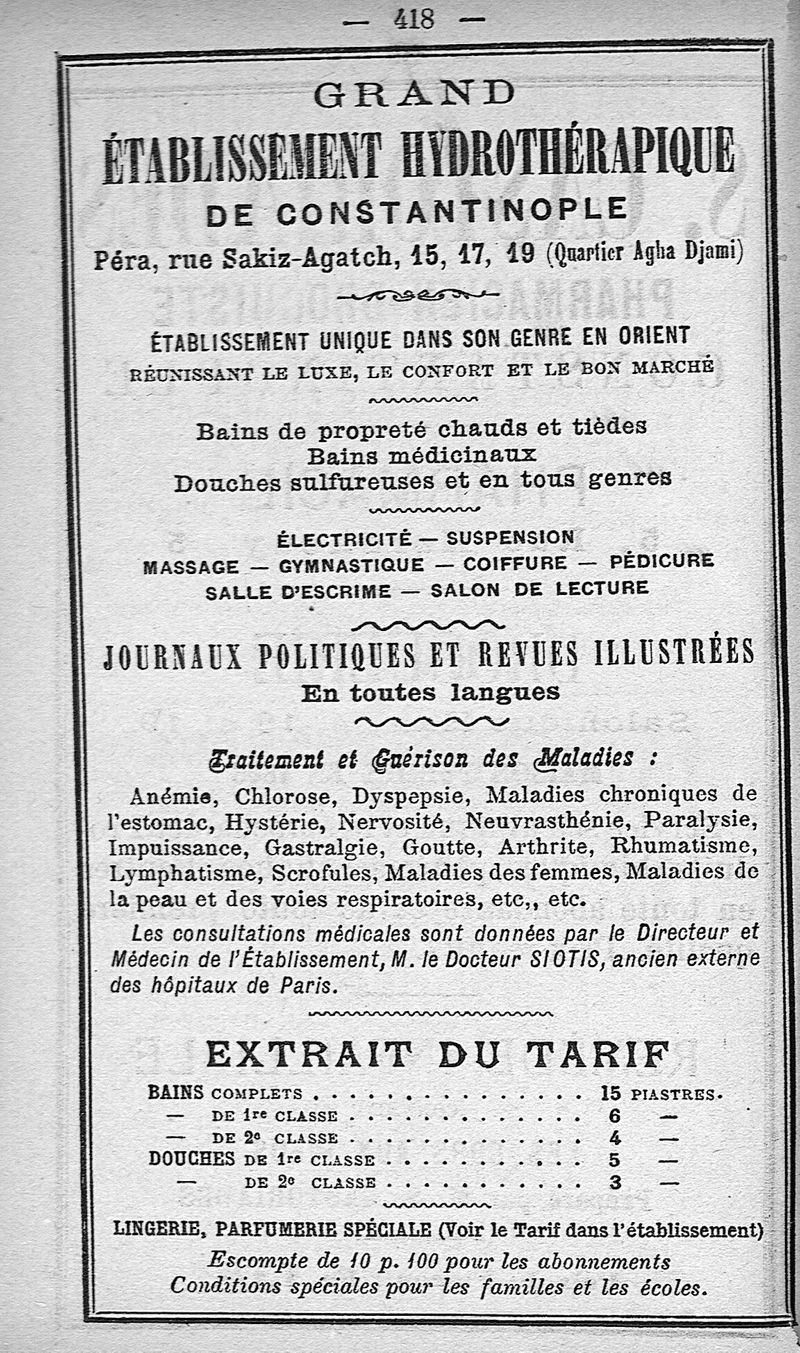 — 418 —
GRAND
ÉTABLISSEMENT HYDROTHÉRAPIQUE
DE CONSTANTINOPLE
Péra, rue Sakiz-Agatch, 15, 17, 19 (Quartier Agha Djami)
ÉTABLISSEMENT UNIQUE DANS SON GENRE EN ORIENT
RÉUNISSANT LE LUXE, LE CONFORT ET LE BON MARCHÉ
Bains de propreté chauds et tièdes
Bains médicinaux
Douches sulfureuses et en tous genres
ÉLECTRICITÉ — SUSPENSION
MASSAGE — GYMNASTIQUE — COIFFURE — PÉDICURE
SALLE D'ESCRIME — SALON DE LECTURE
JOURNAUX POLITIQUES ET REVUES ILLUSTRÉES
En toutes langues
Traitement et Guérison des Maladies :
Anémie, Chlorose, Dyspepsie, Maladies chroniques de
l'estomac, Hystérie, Nervosité, Neuvrasthénie, Paralysie,
Impuissance, Gastralgie, Goutte, Arthrite, Rhumatisme,
Lymphatisme, Scrofules, Maladies des femmes, Maladies de
la peau et des voies respiratoires, etc,, etc.
Les consultations médicales sont données par le Directeur et
Médecin de l'Établissement, M. le Docteur SIOTIS, ancien externe
des hôpitaux de Paris.
EXTRAIT DU TARIF
BAINS COMPLETS . . . . . . . . . . . . . . . 15 PIASTRES.
— DE 1re CLASSE . . . . . . . . . . . . . 6 —
— DE 2e CLASSE . . . . . . . . . . . . . 4 —
DOUCHES DE 1re CLASSE . . . . . . . . . . . 5 —
— DE 2e CLASSE . . . . . . . . . . . 3 —
LINGERIE, PARFUMERIE SPÉCIALE (Voir le Tarif dans l'établissement)
Escompte de 10 p. 100 pour les abonnements
Conditions spéciales pour les familles et les écoles.